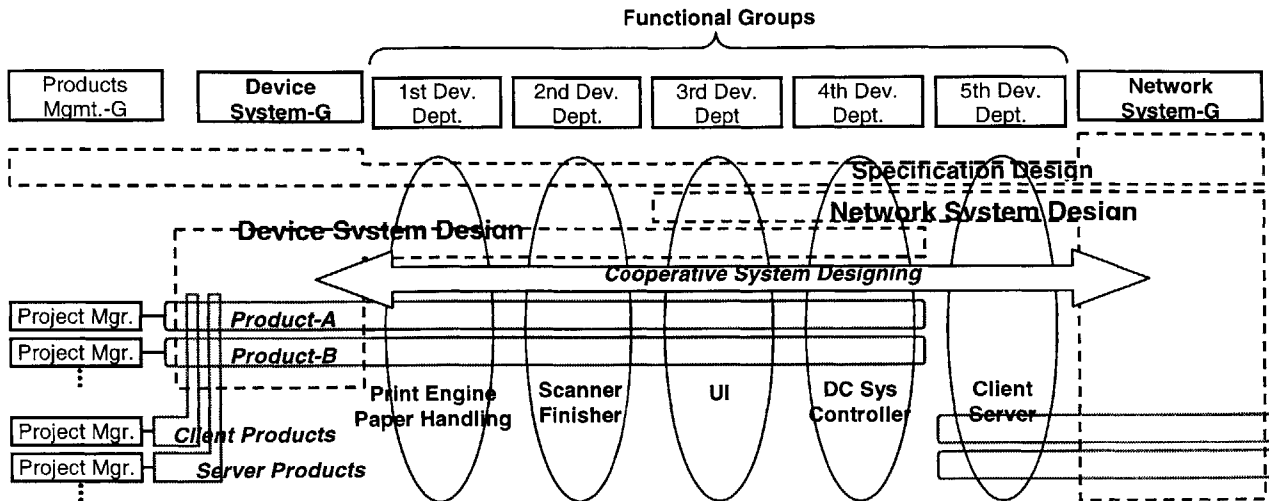 Functional Groups
Products
Mgmt.-G
Device
System-G
1st Dev.
Dept.
2nd Dev.
Dept.
3rd Dev.
Dept
4th Dev.
Dept.
5th Dev.
Dept.
Network
System-G
Specification Design
Network System Design
Device System Design
Cooperative System Designing
Project Mgr.
Product-A
Project Mgr.
Product-B
Print Engine
Paper Handling
Scanner
Finisher
UI
DC Sys
Controller
Client
Server
Project Mgr.
Client Products
Project Mgr.
Server Products